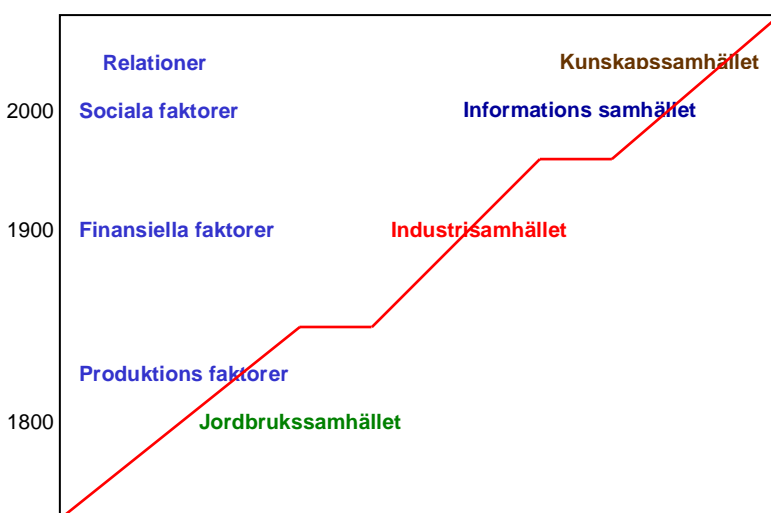 Relationer
Kunskapssamhället
2000
Sociala faktorer
Informations samhället
1900
Finansiella faktorer
Industrisamhället
Produktions faktorer
1800
Jordbrukssamhället